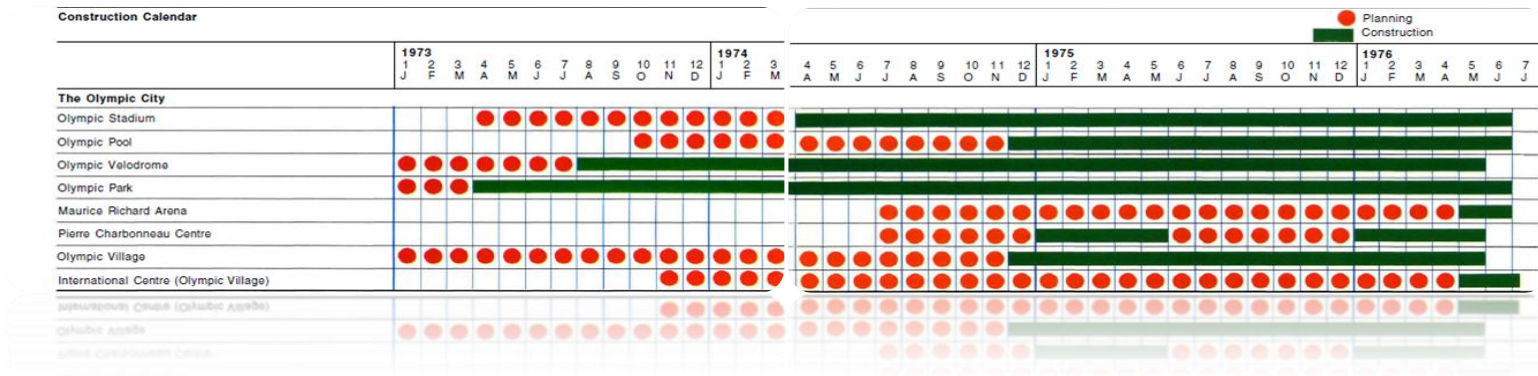 Construction Calendar
Planning
Construction
1973 1974 1975 1976
1 2 3 4 5 6 7 8 9 10 11 12 1 2 3 4 5 6 7 8 9 10 11 12 1 2 3 4 5 6 7 8 9 10 11 12 1 2 3 4 5 6 7
J F M A M J J A S O N D J F M A M J J A S O N D J F M A M J J A S O N D J F M A M J J
The Olympic City
Olympic Stadium
Olympic Pool
Olympic Velodrome
Olympic Park
Maurice Richard Arena
Pierre Charbonneau Centre
Olympic Village
International Centre (Olympic Village)